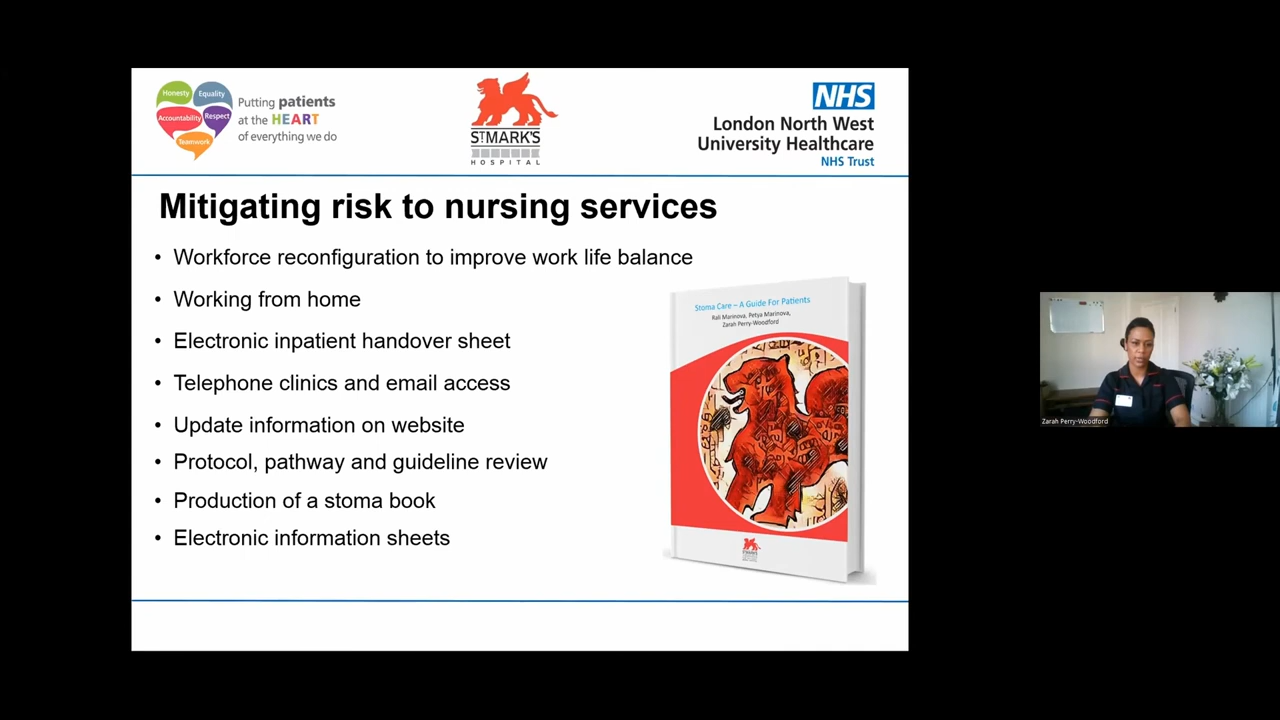 Honesty
Equality
Accountability
Respect
Teamwork
Putting patients
at the HEART
of everything we do
ST MARK'S
HOSPITAL
NHS
London North West
University Healthcare
NHS Trust
Mitigating risk to nursing services
• Workforce reconfiguration to improve work life balance
• Working from home
• Electronic inpatient handover sheet
• Telephone clinics and email access
• Update information on website
• Protocol, pathway and guideline review
• Production of a stoma book
• Electronic information sheets
Stoma Care – A Guide For Patients
Rali Marinova, Petya Marinova,
Zarah Perry-Woodford
Zarah Perry-Woodford